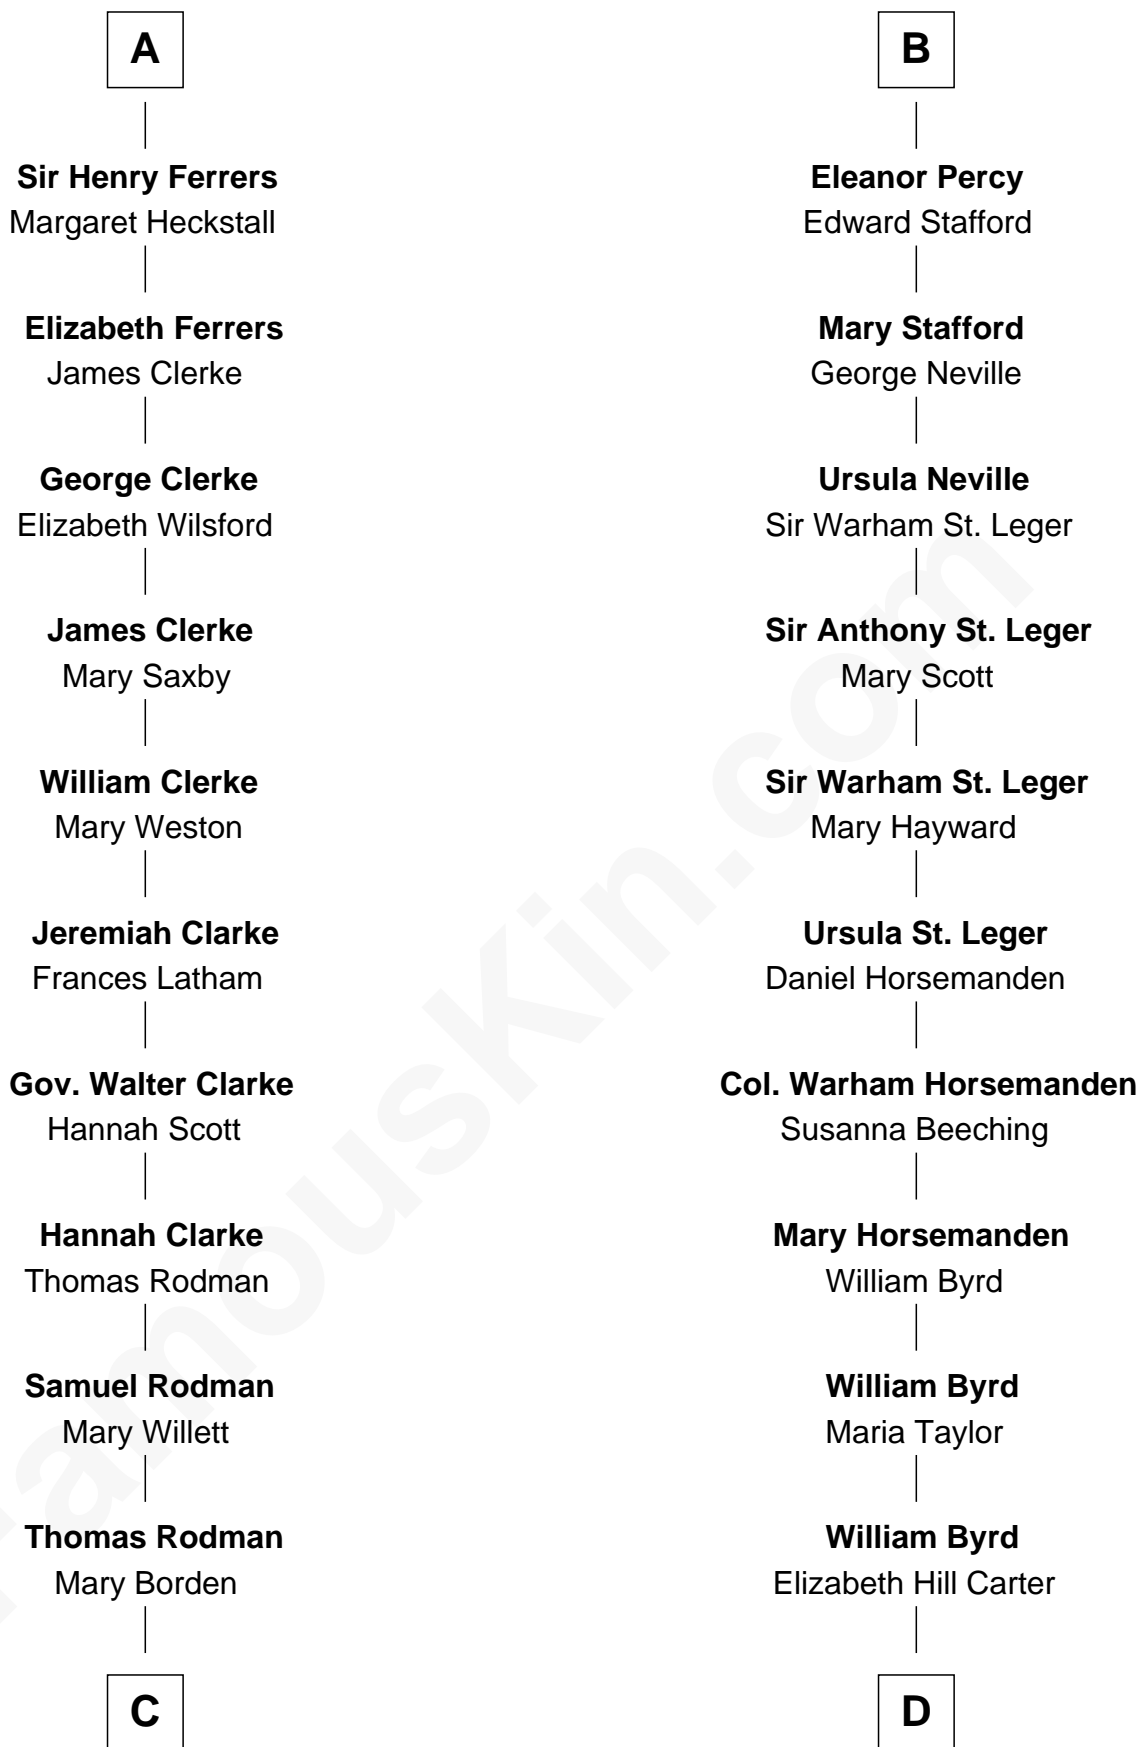 A
Sir Henry Ferrers
Margaret Heckstall
Elizabeth Ferrers
James Clerke
George Clerke
Elizabeth Wilsford
James Clerke
Mary Saxby
William Clerke
Mary Weston
Jeremiah Clarke
Frances Latham
Gov. Walter Clarke
Hannah Scott
Hannah Clarke
Thomas Rodman
Samuel Rodman
Mary Willett
Thomas Rodman
Mary Borden
C
B
Eleanor Percy
Edward Stafford
Mary Stafford
George Neville
Ursula Neville
Sir Warham St. Leger
Sir Anthony St. Leger
Mary Scott
Sir Warham St. Leger
Mary Hayward
Ursula St. Leger
Daniel Horsemanden
Col. Warham Horsemanden
Susanna Beeching
Mary Horsemanden
William Byrd
William Byrd
Maria Taylor
William Byrd
Elizabeth Hill Carter
D
FamousKin.com